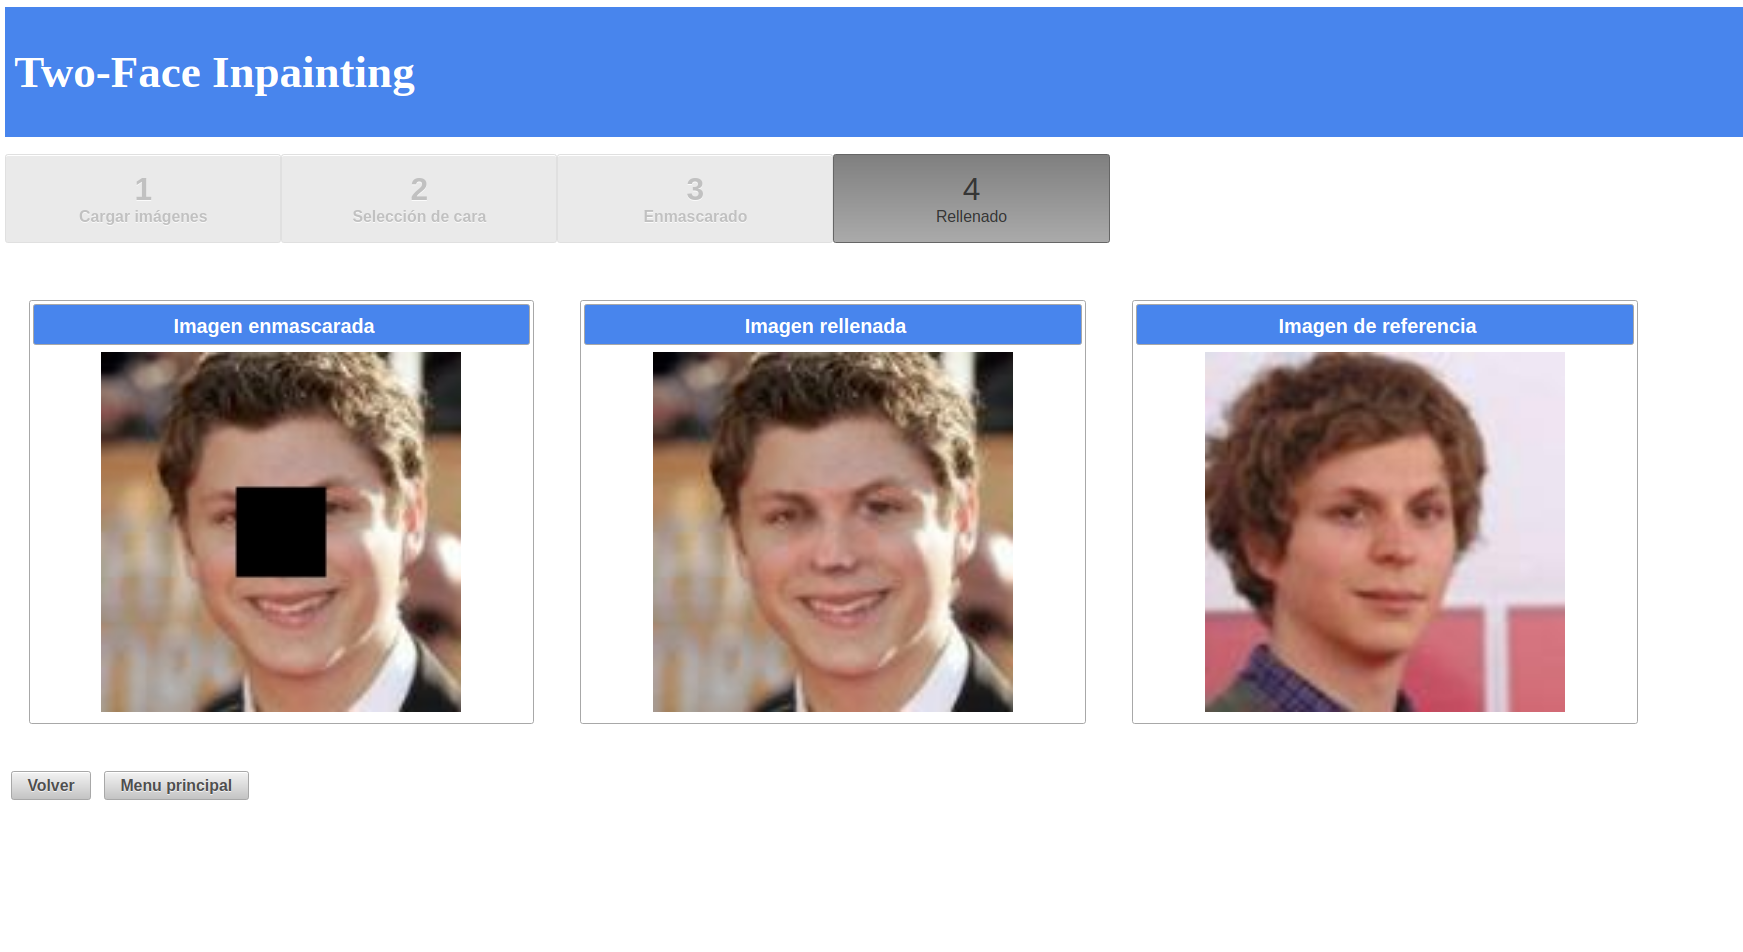 Two-Face Inpainting
1
Cargar imágenes
2
Selección de cara
3
Enmascarado
4
Rellenado
Imagen enmascarada
Imagen rellenada
Imagen de referencia
Volver
Menu principal